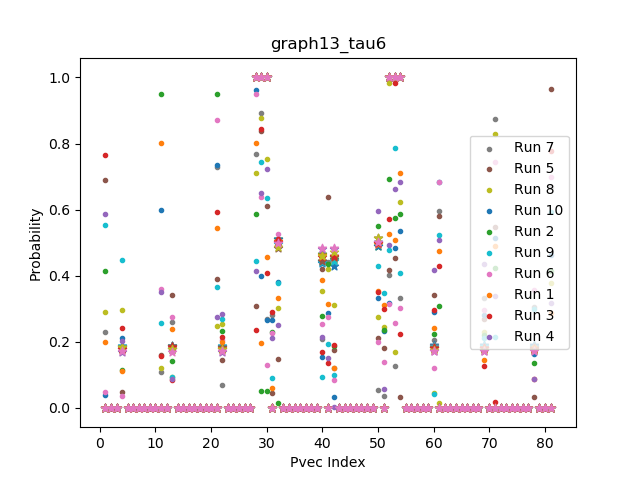 graph13_tau6
1.0
0.8
0.6
0.4
0.2
0.0
Probability
0 10 20 30 40 50 60 70 80
Pvec Index
Run 7
Run 5
Run 8
Run 10
Run 2
Run 9
Run 6
Run 1
Run 3
Run 4